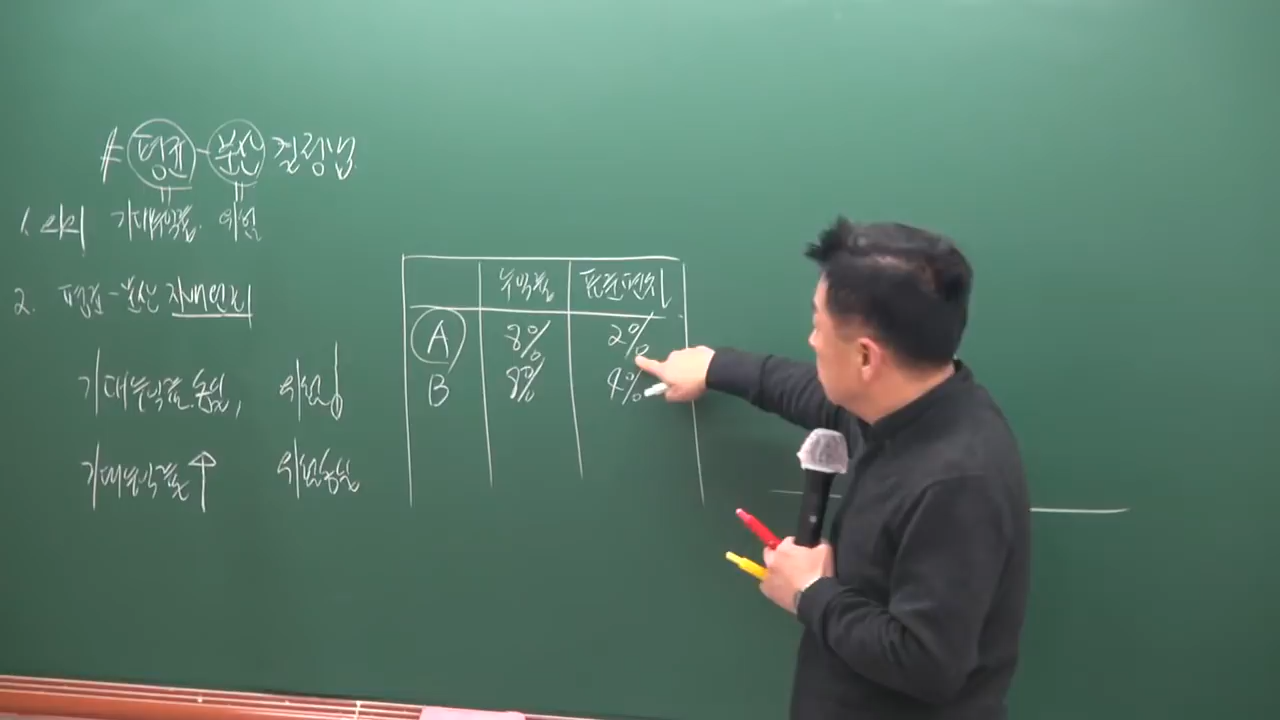 # 평균-분산 결정법
1. 의의 기대수익률. 위험
2. 평균-분산 지배원리
기대수익률 동일, 위험↓
기대수익률↑ 위험동일
수익률 표준편차
A 8% 2%
B 8% 4%